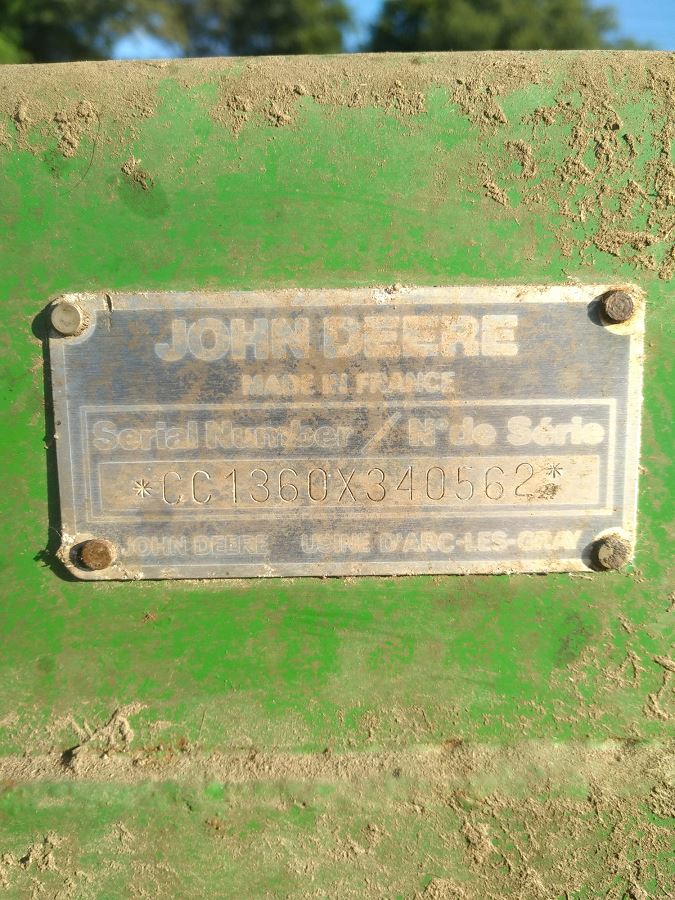 JOHN DEERE
MADE IN FRANCE
Serial Number / N° de Série
*CC1360X340562*
JOHN DEERE USINE D'ARC-LES-GRAY